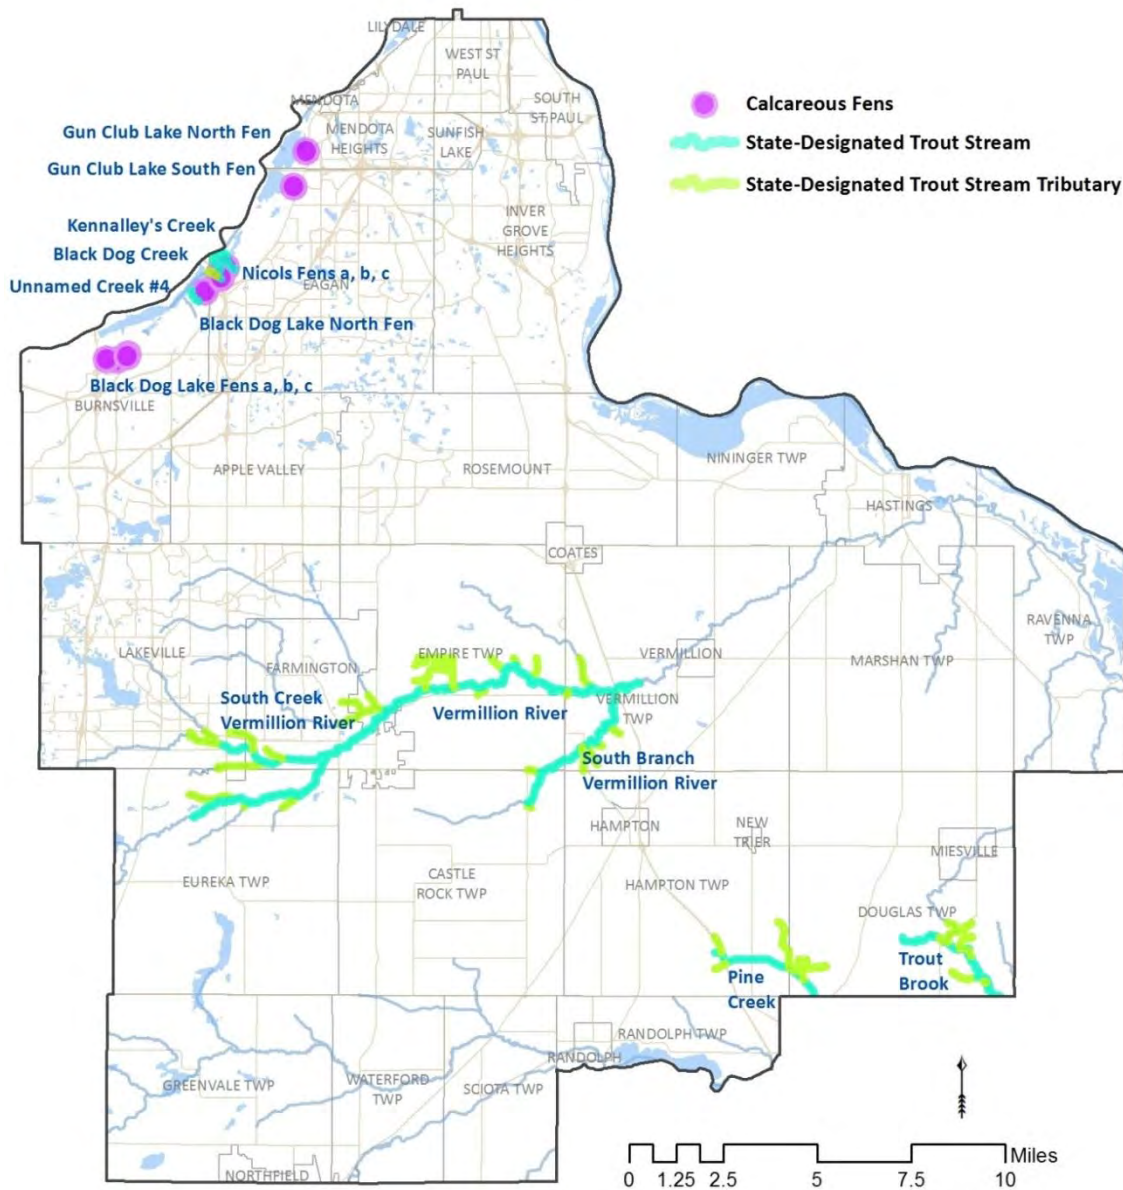 LILYDALE
WEST ST
PAUL
MENDOTA
SOUTH
ST PAUL
MENDOTA
HEIGHTS
SUNFISH
LAKE
Calcareous Fens
State-Designated Trout Stream
State-Designated Trout Stream Tributary
Gun Club Lake North Fen
Gun Club Lake South Fen
INVER
GROVE
HEIGHTS
Kennalley's Creek
Black Dog Creek
Unnamed Creek #4
Nicols Fens a, b, c
EAGAN
Black Dog Lake North Fen
Black Dog Lake Fens a, b, c
BURNSVILLE
APPLE VALLEY
ROSEMOUNT
NININGER TWP
HASTINGS
COATES
RAVENNA
TWP
LAKEVILLE
FARMINGTON
EMPIRE TWP
VERMILLION
MARSHAN TWP
South Creek
Vermillion River
Vermillion River
VERMILLION
TWP
South Branch
Vermillion River
HAMPTON
NEW
TRIER
MIESVILLE
EUREKA TWP
CASTLE
ROCK TWP
HAMPTON TWP
DOUGLAS TWP
Pine
Creek
Trout
Brook
RANDOLPH TWP
RANDOLPH
GREENVALE TWP
WATERFORD
TWP
SCIOTA TWP
NORTHFIELD
Miles
0 1.25 2.5 5 7.5 10